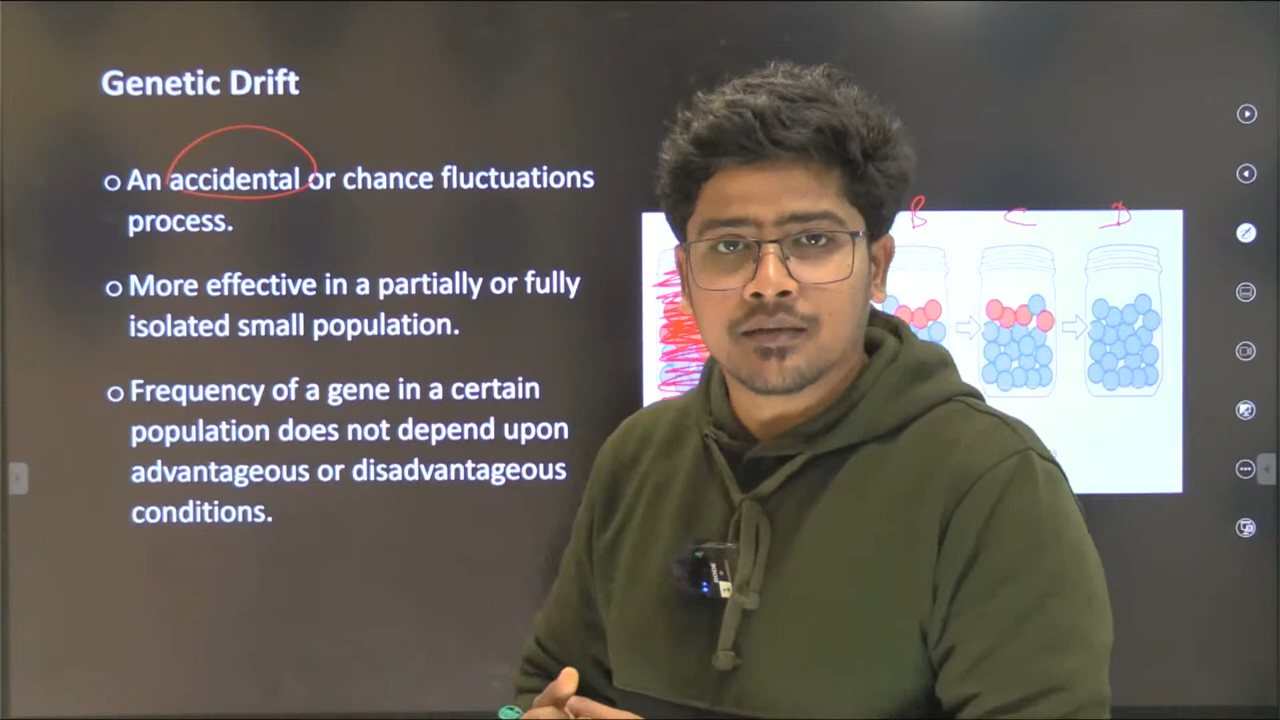 Genetic Drift
o An accidental or chance fluctuations
process.
o More effective in a partially or fully
isolated small population.
o Frequency of a gene in a certain
population does not depend upon
advantageous or disadvantageous
conditions.
B C D